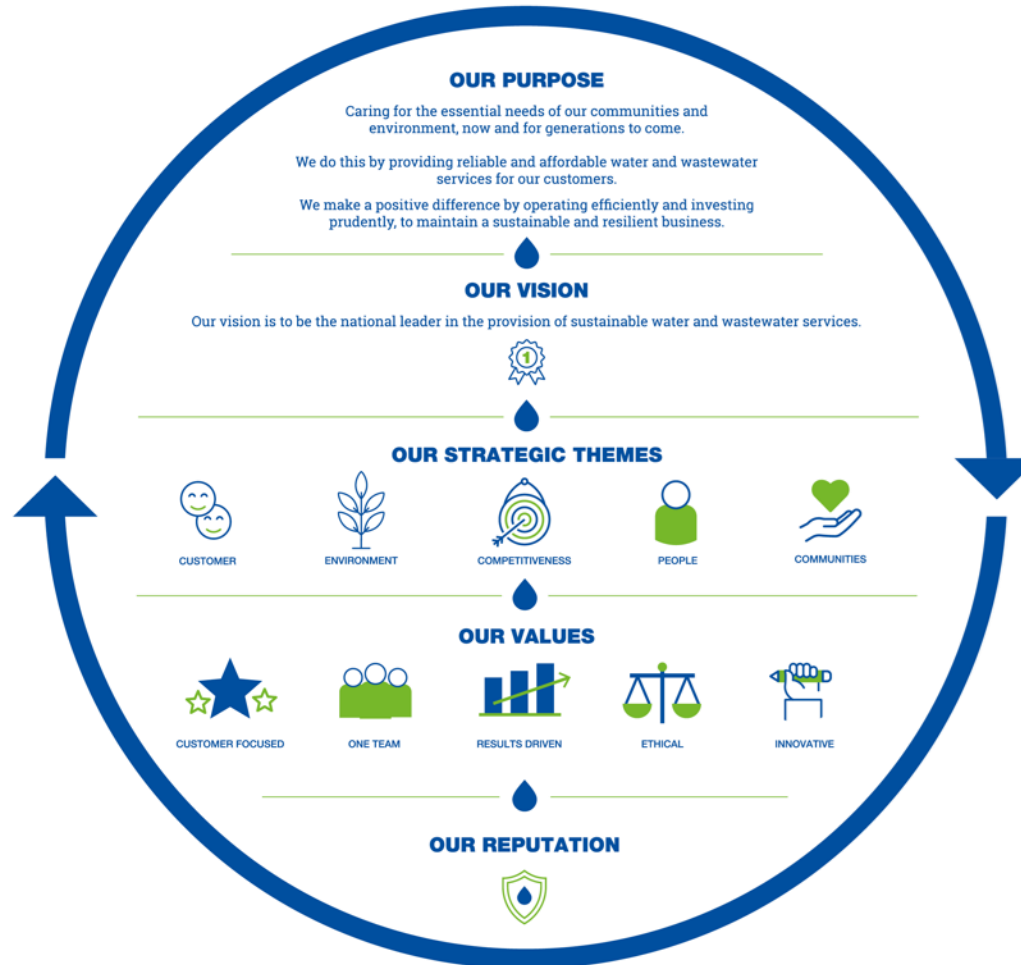 OUR PURPOSE
Caring for the essential needs of our communities and
environment, now and for generations to come.
We do this by providing reliable and affordable water and wastewater
services for our customers.
We make a positive difference by operating efficiently and investing
prudently, to maintain a sustainable and resilient business.
OUR VISION
Our vision is to be the national leader in the provision of sustainable water and wastewater services.
1
OUR STRATEGIC THEMES
CUSTOMER ENVIRONMENT COMPETITIVENESS PEOPLE COMMUNITIES
OUR VALUES
CUSTOMER FOCUSED ONE TEAM RESULTS DRIVEN ETHICAL INNOVATIVE
OUR REPUTATION